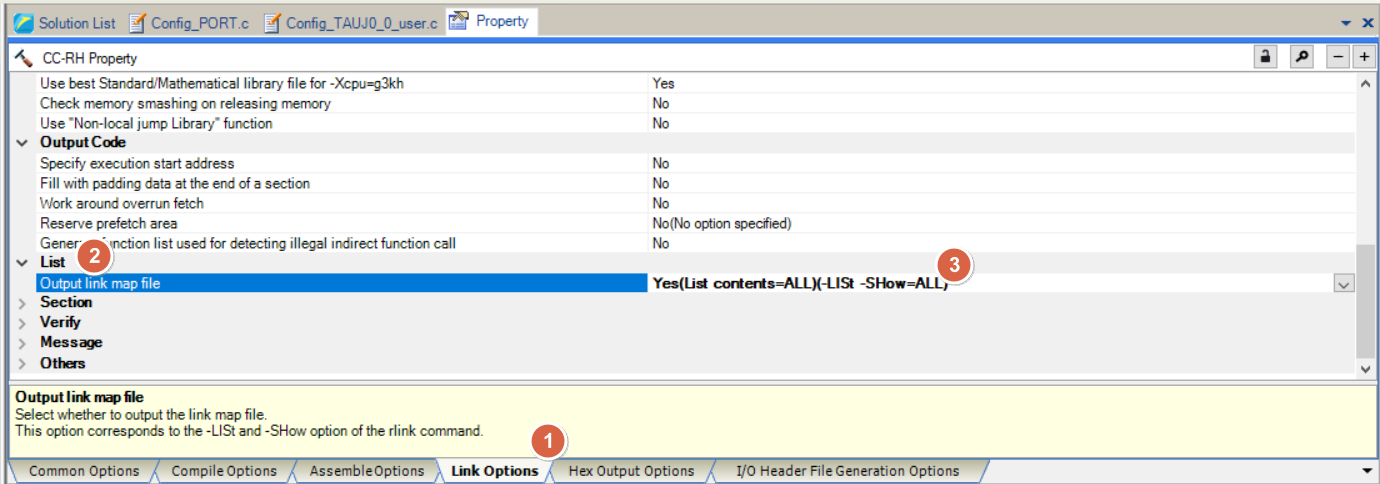 Solution List Config_PORT.c Config_TAUJ0_0_user.c Property
CC-RH Property
Use best Standard/Mathematical library file for -Xcpu=g3kh Yes
Check memory smashing on releasing memory No
Use "Non-local jump Library" function No
Output Code
Specify execution start address No
Fill with padding data at the end of a section No
Work around overrun fetch No
Reserve prefetch area No(No option specified)
function list used for detecting illegal indirect function call No
List 2 3
Output link map file Yes(List contents=ALL)(-LISt -SHow=ALL)
Section
Verify
Message
Others
Output link map file
Select whether to output the link map file.
This option corresponds to the -LISt and -SHow option of the rlink command.
1
Common Options Compile Options Assemble Options Link Options Hex Output Options I/O Header File Generation Options